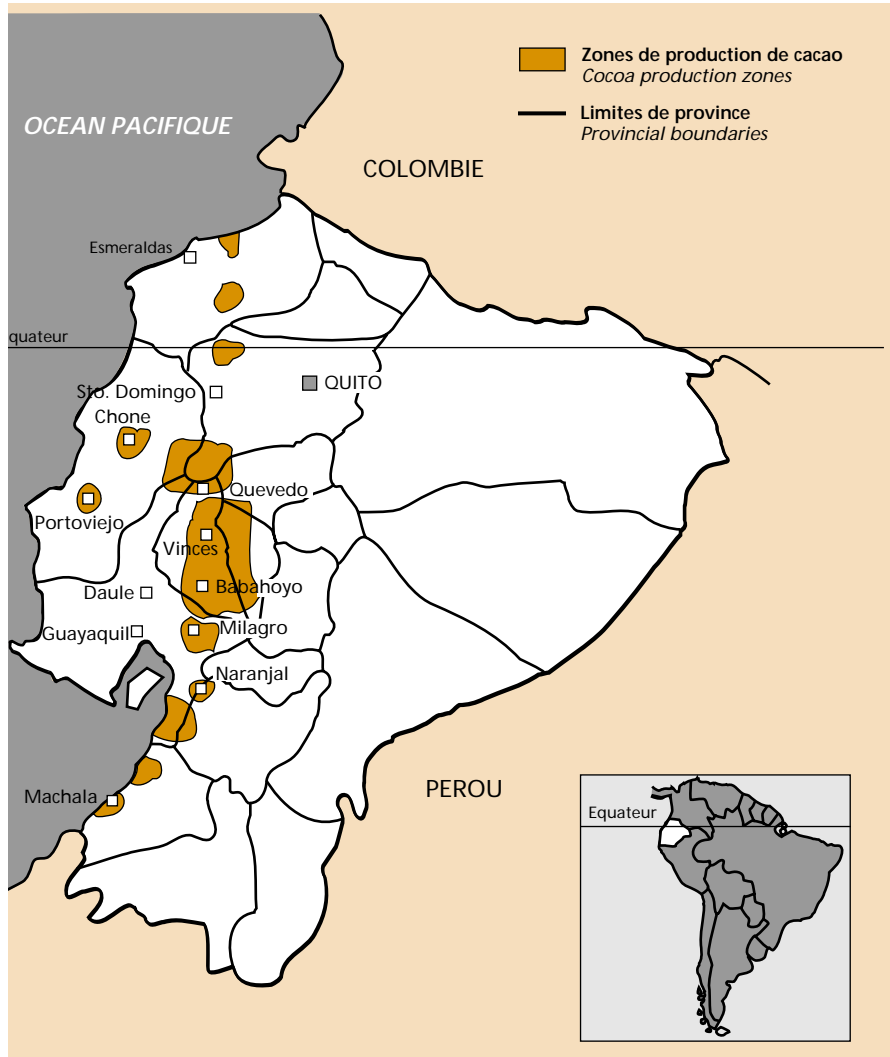 Zones de production de cacao
Cocoa production zones
Limites de province
Provincial boundaries
OCEAN PACIFIQUE
COLOMBIE
Esmeraldas
quateur
QUITO
Sto. Domingo
Chone
Quevedo
Portoviejo
Vinces
Babahoyo
Daule
Milagro
Guayaquil
Naranjal
Machala
PEROU
Equateur